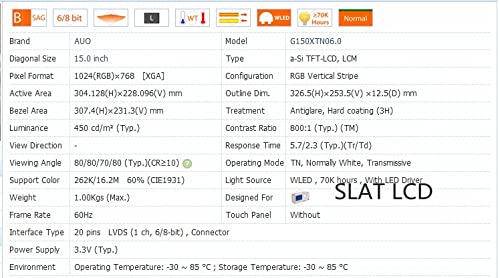 B SAG 6/8 bit L WT WLED ≥70K Hours Normal
Brand AUO Model G150XTN06.0
Diagonal Size 15.0 inch Type a-Si TFT-LCD, LCM
Pixel Format 1024(RGB)×768 [XGA] Configuration RGB Vertical Stripe
Active Area 304.128(H)×228.096(V) mm Outline Dim. 326.5(H)×253.5(V) ×12.5(D) mm
Bezel Area 307.4(H)×231.3(V) mm Treatment Antiglare, Hard coating (3H)
Luminance 450 cd/m² (Typ.) Contrast Ratio 800:1 (Typ.) (TM)
View Direction - Response Time 5.7/2.3 (Typ.)(Tr/Td)
Viewing Angle 80/80/70/80 (Typ.)(CR≥10) ? Operating Mode TN, Normally White, Transmissive
Support Color 262K/16.2M 60% (CIE1931) Light Source WLED , 70K hours , With LED Driver
Weight 1.00Kgs (Max.) Designed For SLAT LCD
Frame Rate 60Hz Touch Panel Without
Interface Type 20 pins LVDS (1 ch, 6/8-bit) , Connector
Power Supply 3.3V (Typ.)
Environment Operating Temperature: -30 ~ 85 °C ; Storage Temperature: -30 ~ 85 °C